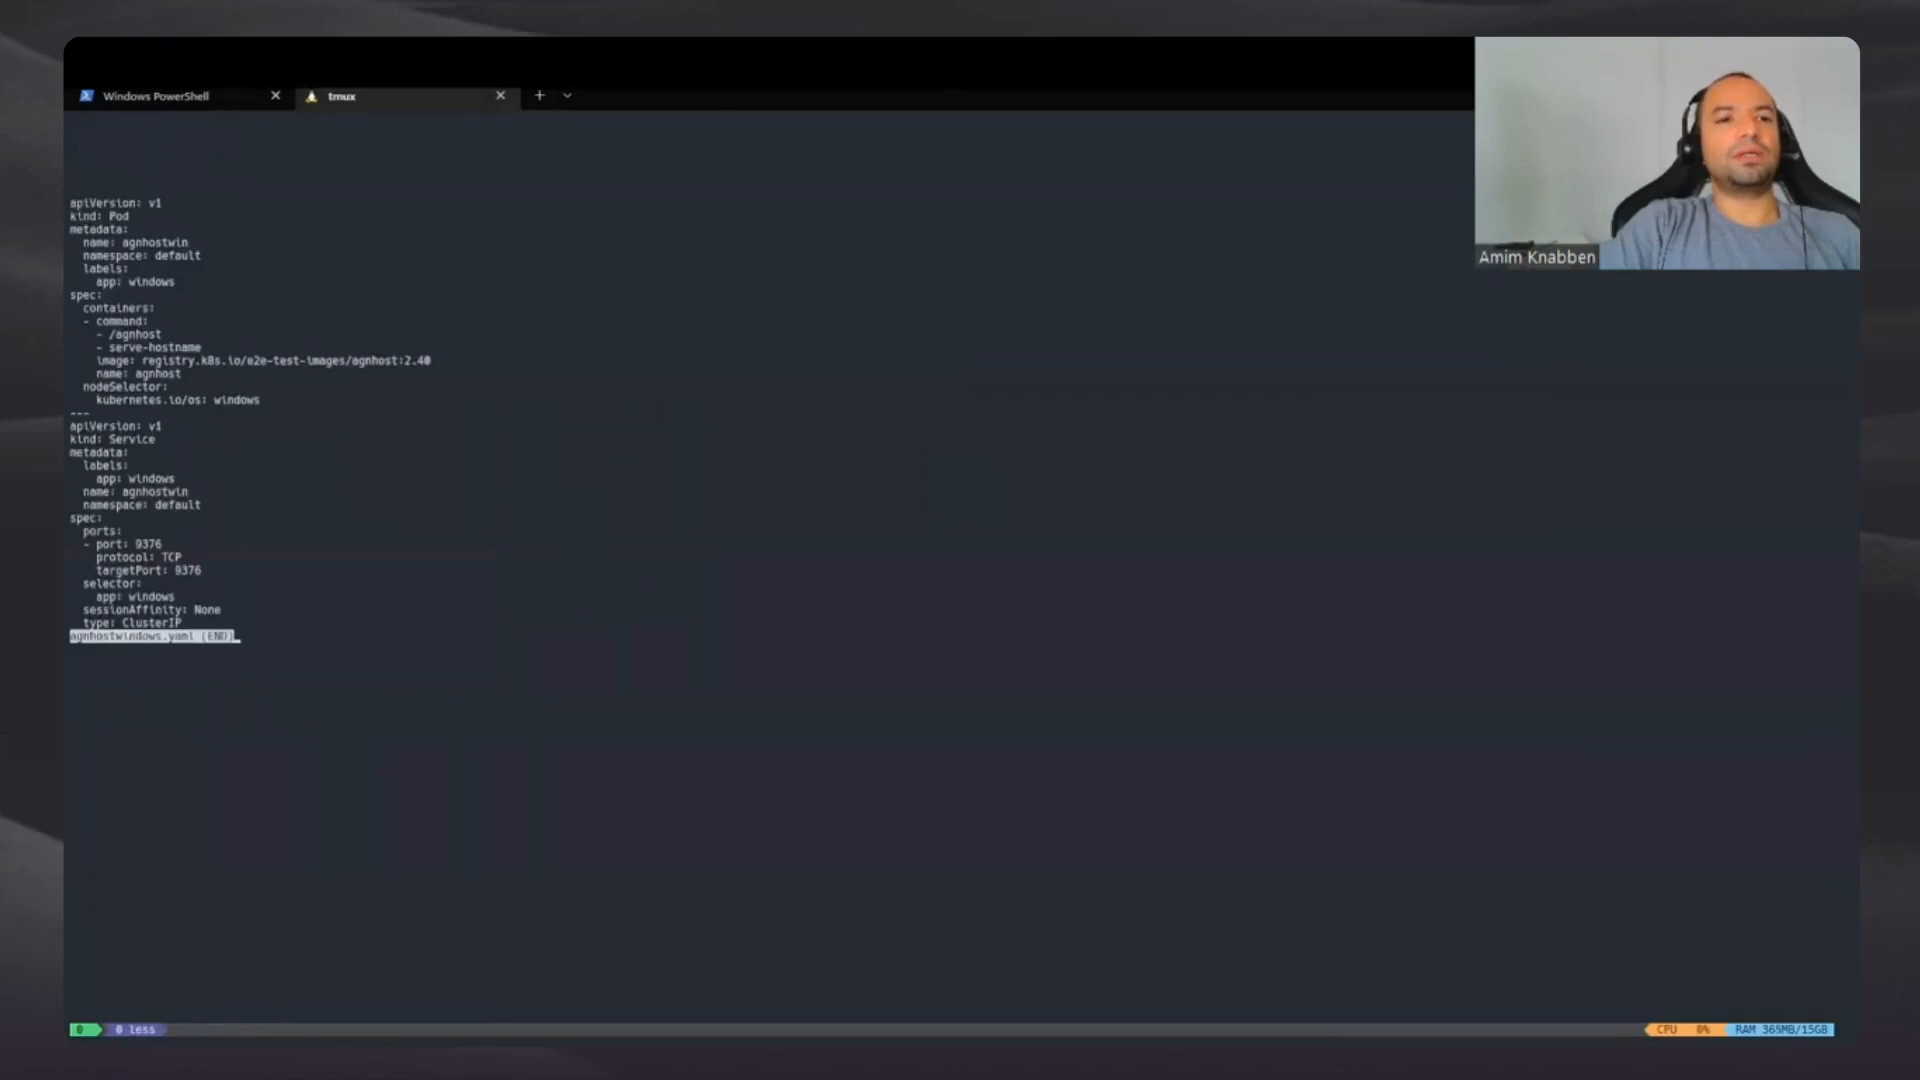 Windows PowerShell
tmux
Amim Knabben
apiVersion: v1
kind: Pod
metadata:
  name: agnhostwin
  namespace: default
  labels:
    app: windows
spec:
  containers:
  - command:
    - /agnhost
    - serve-hostname
    image: registry.k8s.io/e2e-test-images/agnhost:2.40
    name: agnhost
  nodeSelector:
    kubernetes.io/os: windows
---
apiVersion: v1
kind: Service
metadata:
  labels:
    app: windows
  name: agnhostwin
  namespace: default
spec:
  ports:
  - port: 9376
    protocol: TCP
    targetPort: 9376
  selector:
    app: windows
  sessionAffinity: None
  type: ClusterIP
agnhostwindows.yaml (END)
0 0 less CPU 0% RAM 365MB/15GB